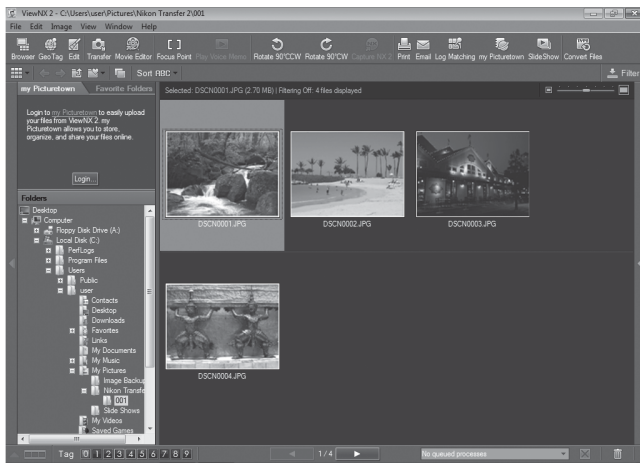 ViewNX 2 - C:\Users\user\Pictures\Nikon Transfer 2\001
File Edit Image View Window Help
Browser GeoTag Edit Transfer Movie Editor Focus Point Play Voice Memo Rotate 90°CCW Rotate 90°CW Capture NX 2 Print Email Log Matching my Picturetown SlideShow Convert Files
Sort ABC Filter
my Picturetown Favorite Folders Selected: DSCN0001.JPG (2.70 MB) | Filtering Off: 4 files displayed
Login to my Picturetown to easily upload
your files from ViewNX 2. my
Picturetown allows you to store,
organize, and share your files online.
Login...
Folders
Desktop
Computer
Floppy Disk Drive (A:)
Local Disk (C:)
PerfLogs
Program Files
Users
Public
user
Contacts
Desktop
Downloads
Favorites
Links
My Documents
My Music
My Pictures
Image Backup
Nikon Transfe
001
Slide Shows
My Videos
Saved Games
DSCN0001.JPG DSCN0002.JPG DSCN0003.JPG
DSCN0004.JPG
Tag 0 1 2 3 4 5 6 7 8 9 1/4 No queued processes